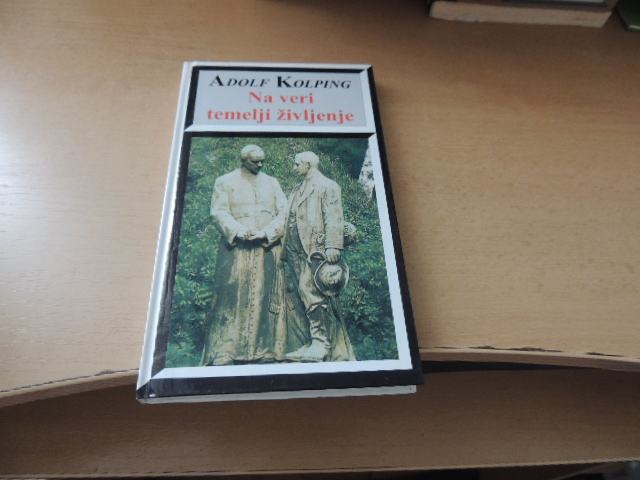 ADOLF KOLPING
Na veri
temelji življenje